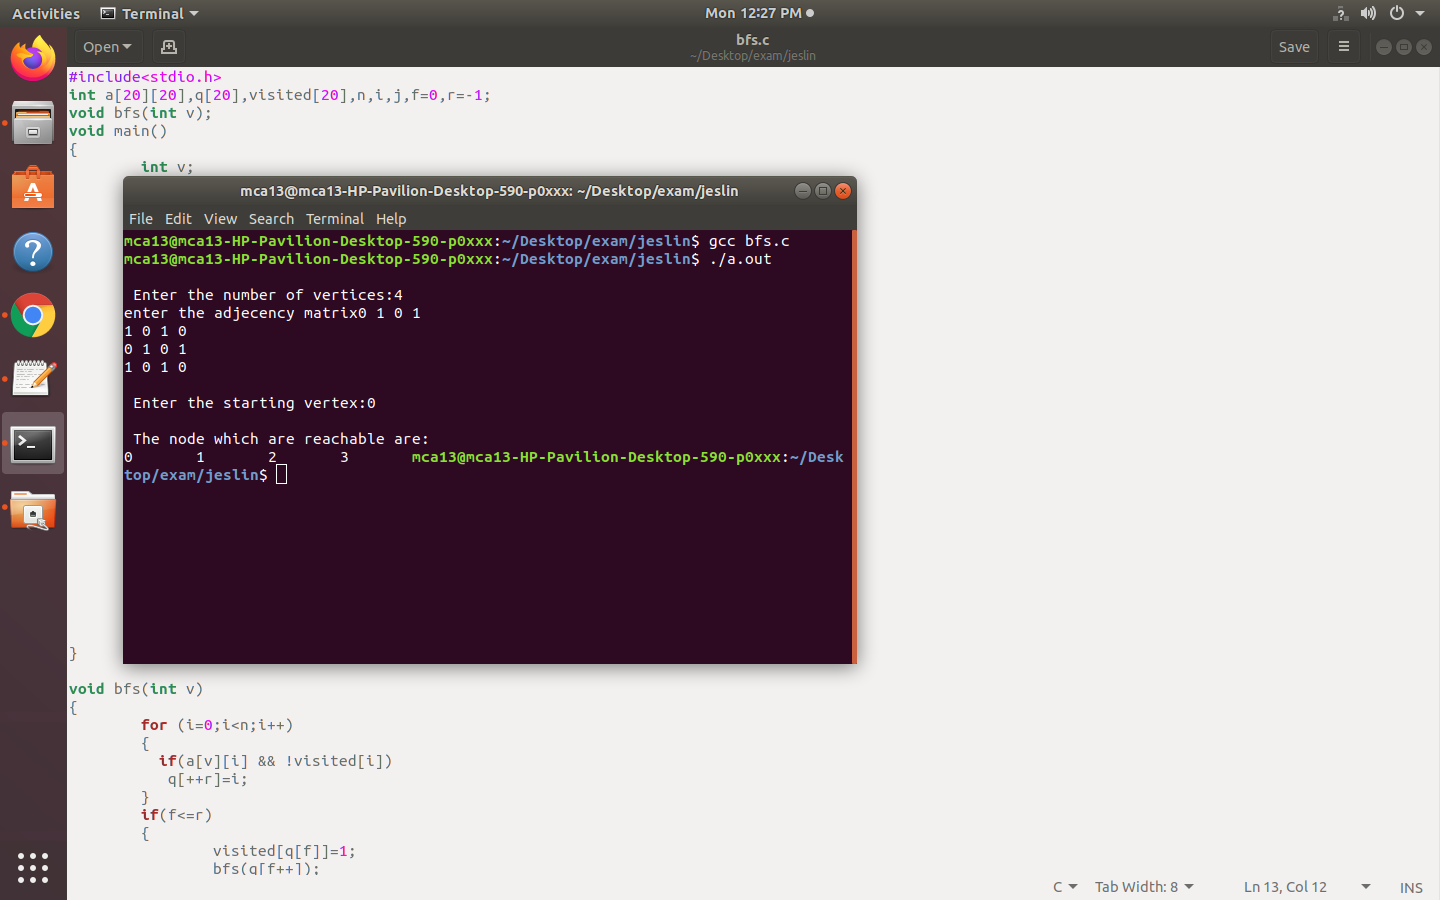 Activities Terminal Mon 12:27 PM
Open bfs.c Save
~/Desktop/exam/jeslin
#include<stdio.h>
int a[20][20],q[20],visited[20],n,i,j,f=0,r=-1;
void bfs(int v);
void main()
{
int v;
mca13@mca13-HP-Pavilion-Desktop-590-p0xxx: ~/Desktop/exam/jeslin
File Edit View Search Terminal Help
mca13@mca13-HP-Pavilion-Desktop-590-p0xxx:~/Desktop/exam/jeslin$ gcc bfs.c
mca13@mca13-HP-Pavilion-Desktop-590-p0xxx:~/Desktop/exam/jeslin$ ./a.out
Enter the number of vertices:4
enter the adjecency matrix0 1 0 1
1 0 1 0
0 1 0 1
1 0 1 0
Enter the starting vertex:0
The node which are reachable are:
0 1 2 3 mca13@mca13-HP-Pavilion-Desktop-590-p0xxx:~/Desk
top/exam/jeslin$
}
void bfs(int v)
{
for (i=0;i<n;i++)
{
if(a[v][i] && !visited[i])
q[++r]=i;
}
if(f<=r)
{
visited[q[f]]=1;
bfs(q[f++]);
C Tab Width: 8 Ln 13, Col 12 INS